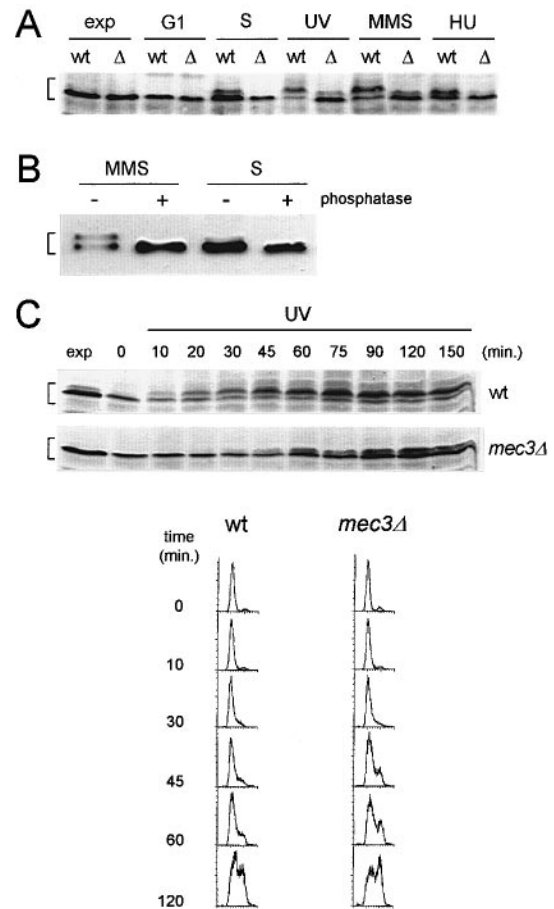 A
exp G1 S UV MMS HU
wt Δ wt Δ wt Δ wt Δ wt Δ wt Δ
B
MMS S
- + - + phosphatase
C
UV
exp 0 10 20 30 45 60 75 90 120 150 (min.)
wt
mec3Δ
time (min.)
wt mec3Δ
0
10
30
45
60
120